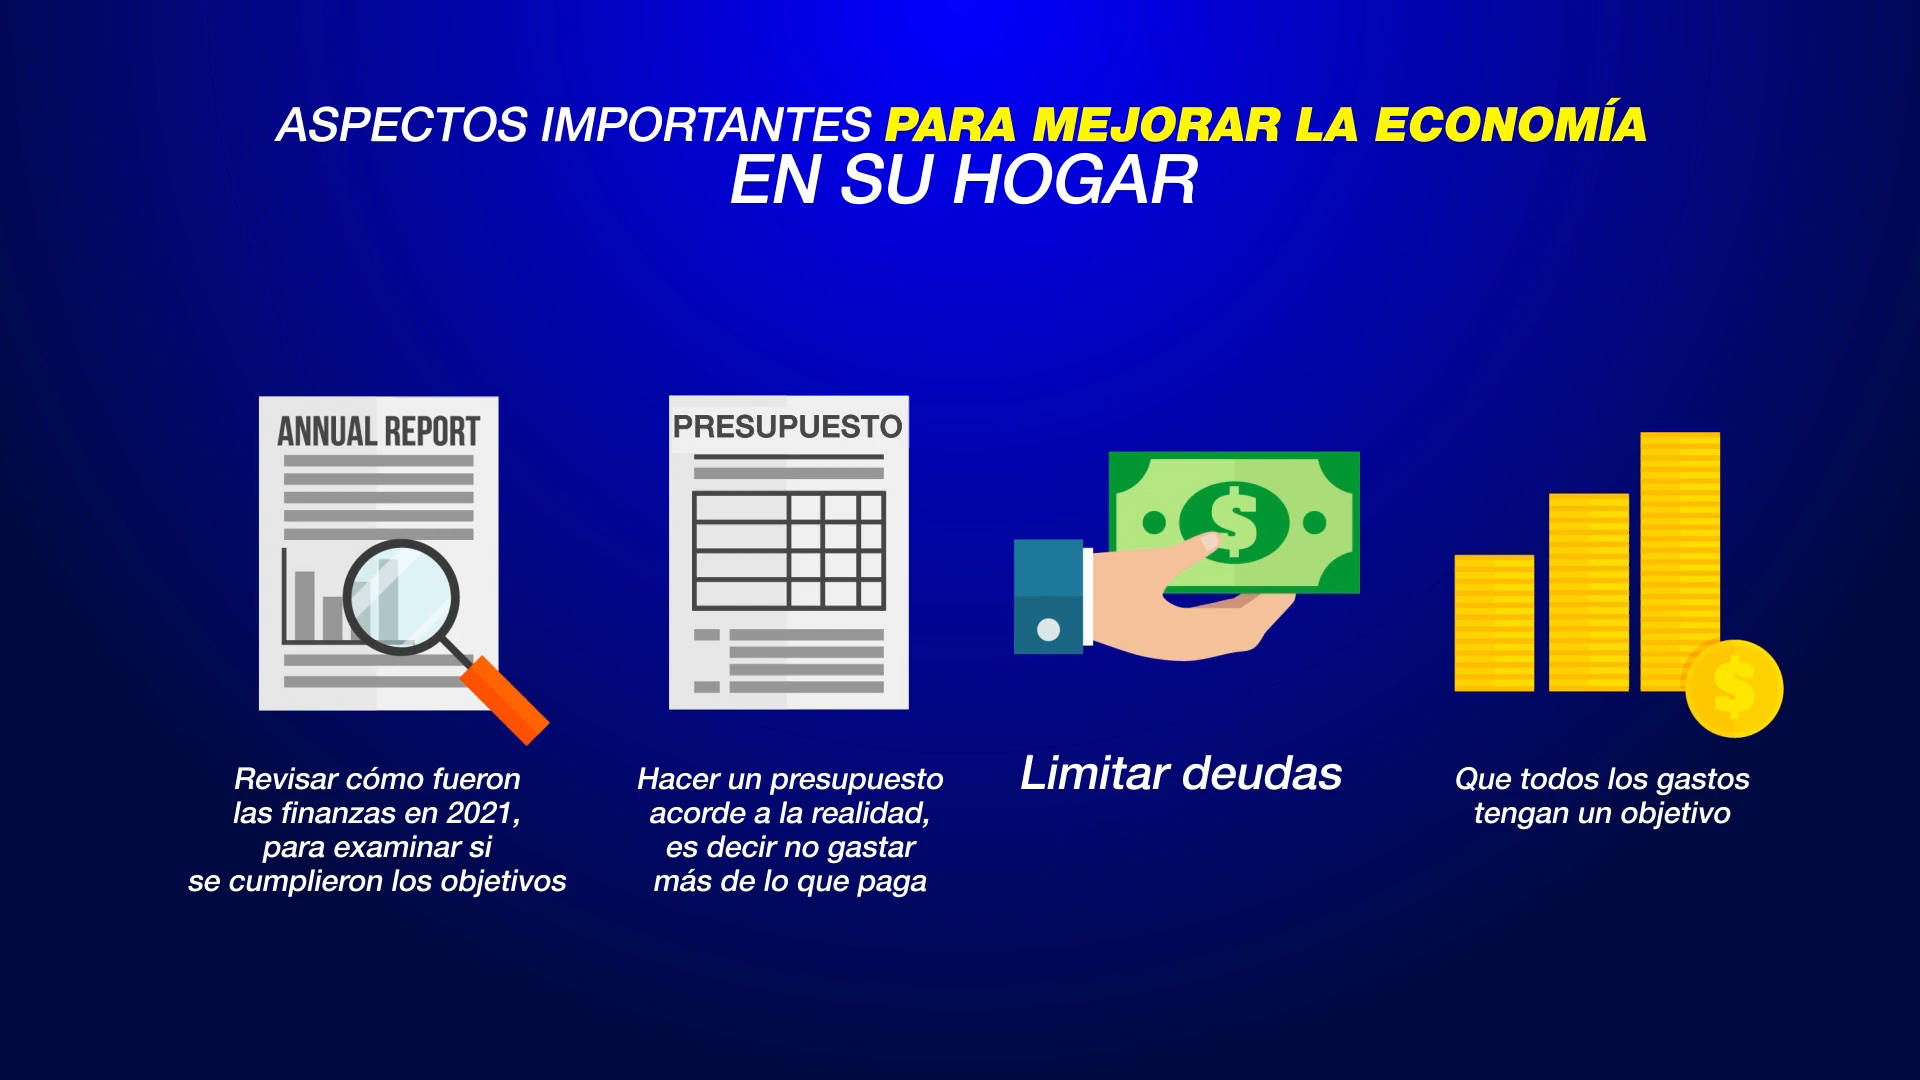 ASPECTOS IMPORTANTES PARA MEJORAR LA ECONOMÍA
EN SU HOGAR
ANNUAL REPORT
Revisar cómo fueron
las finanzas en 2021,
para examinar si
se cumplieron los objetivos
PRESUPUESTO
Hacer un presupuesto
acorde a la realidad,
es decir no gastar
más de lo que paga
$
Limitar deudas
$
Que todos los gastos
tengan un objetivo